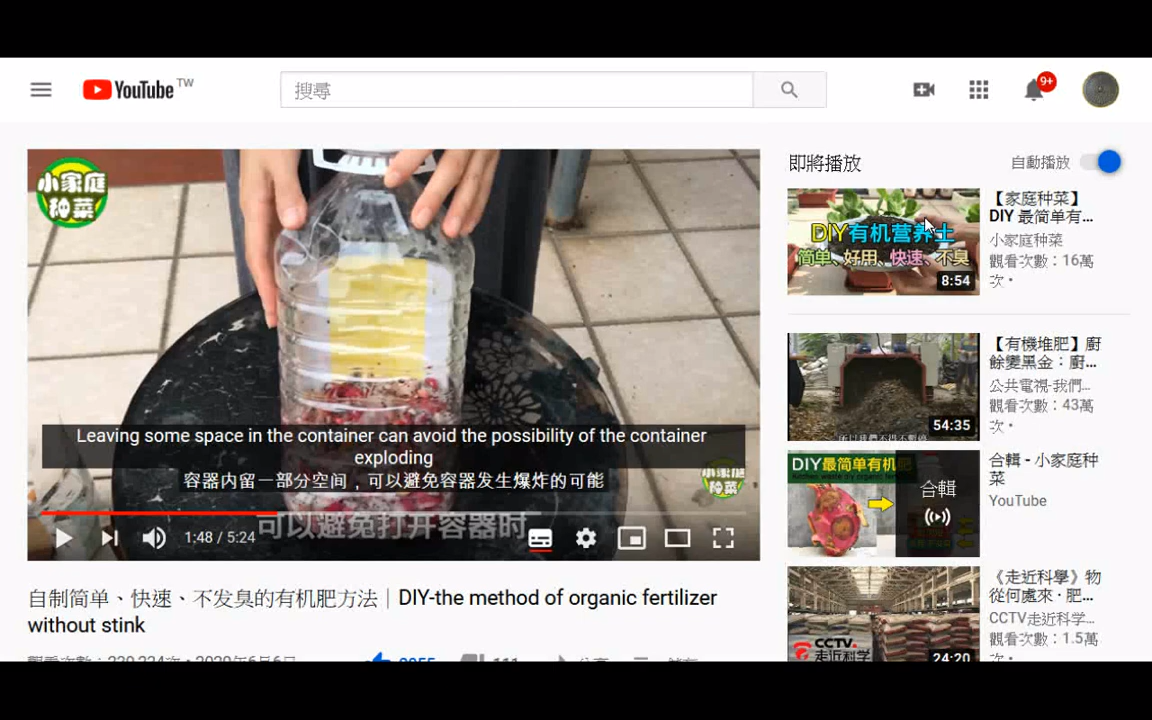 YouTube TW
搜尋
9+
小家庭
种菜
Leaving some space in the container can avoid the possibility of the container
exploding
容器内留一部分空间，可以避免容器发生爆炸的可能
小家庭
种菜
可以避免打开容器时
1:48 / 5:24
自制简单、快速、不发臭的有机肥方法｜DIY-the method of organic fertilizer
without stink
即將播放
自動播放
DIY有机营养土
简单、好用、快速、不臭
8:54
【家庭种菜】
DIY 最简单有...
小家庭种菜
觀看次數：16萬
次・
54:35
【有機堆肥】廚
餘變黑金：廚...
公共電視-我們...
觀看次數：43萬
次・
DIY最简单有机肥
合輯
合輯 - 小家庭种
菜
YouTube
CCTV
走近科学
24:20
《走近科學》物
從何處來 · 肥...
CCTV走近科学...
觀看次數：1.5萬